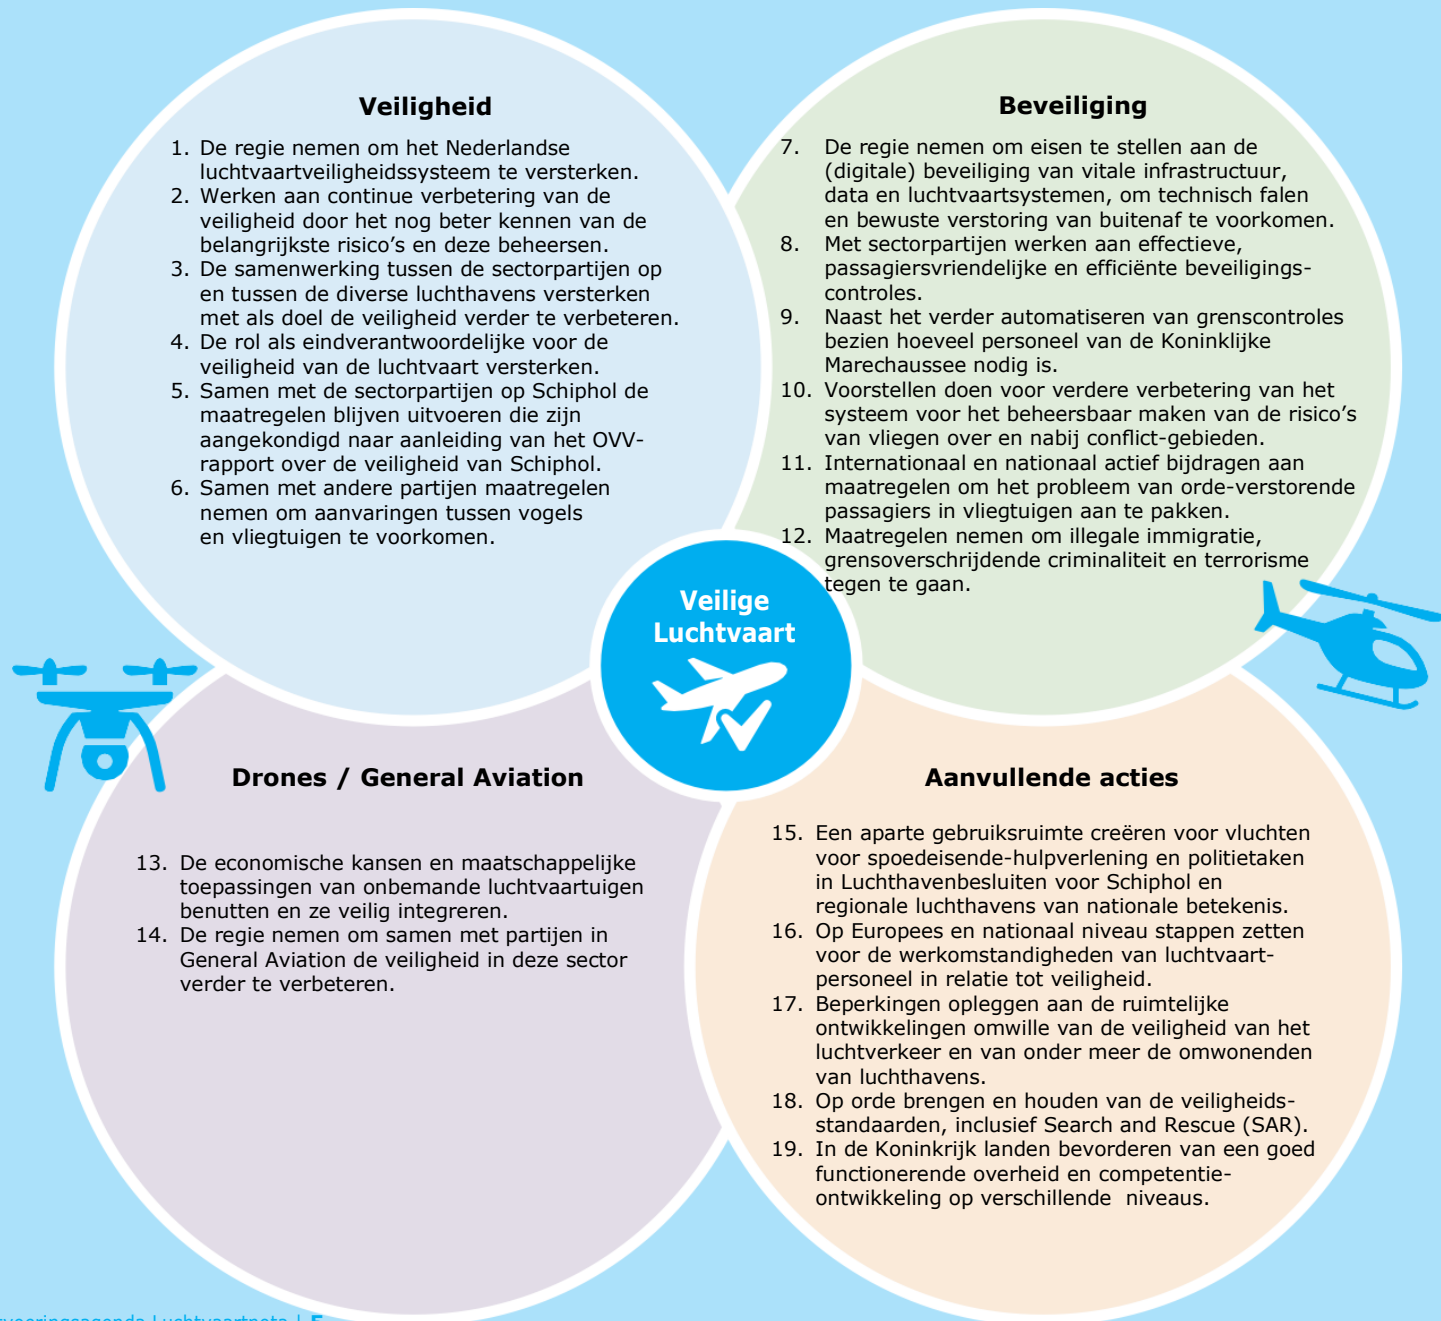 Veiligheid
1. De regie nemen om het Nederlandse
luchtvaartveiligheidssysteem te versterken.
2. Werken aan continue verbetering van de
veiligheid door het nog beter kennen van de
belangrijkste risico’s en deze beheersen.
3. De samenwerking tussen de sectorpartijen op
en tussen de diverse luchthavens versterken
met als doel de veiligheid verder te verbeteren.
4. De rol als eindverantwoordelijke voor de
veiligheid van de luchtvaart versterken.
5. Samen met de sectorpartijen op Schiphol de
maatregelen blijven uitvoeren die zijn
aangekondigd naar aanleiding van het OVV-
rapport over de veiligheid van Schiphol.
6. Samen met andere partijen maatregelen
nemen om aanvaringen tussen vogels
en vliegtuigen te voorkomen.
Beveiliging
7. De regie nemen om eisen te stellen aan de
(digitale) beveiliging van vitale infrastructuur,
data en luchtvaartsystemen, om technisch falen
en bewuste verstoring van buitenaf te voorkomen.
8. Met sectorpartijen werken aan effectieve,
passagiersvriendelijke en efficiënte beveiligings-
controles.
9. Naast het verder automatiseren van grenscontroles
bezien hoeveel personeel van de Koninklijke
Marechaussee nodig is.
10. Voorstellen doen voor verdere verbetering van het
systeem voor het beheersbaar maken van de risico’s
van vliegen over en nabij conflict-gebieden.
11. Internationaal en nationaal actief bijdragen aan
maatregelen om het probleem van orde-verstorende
passagiers in vliegtuigen aan te pakken.
12. Maatregelen nemen om illegale immigratie,
grensoverschrijdende criminaliteit en terrorisme
tegen te gaan.
Veilige
Luchtvaart
Drones / General Aviation
13. De economische kansen en maatschappelijke
toepassingen van onbemande luchtvaartuigen
benutten en ze veilig integreren.
14. De regie nemen om samen met partijen in
General Aviation de veiligheid in deze sector
verder te verbeteren.
Aanvullende acties
15. Een aparte gebruiksruimte creëren voor vluchten
voor spoedeisende-hulpverlening en politietaken
in Luchthavenbesluiten voor Schiphol en
regionale luchthavens van nationale betekenis.
16. Op Europees en nationaal niveau stappen zetten
voor de werkomstandigheden van luchtvaart-
personeel in relatie tot veiligheid.
17. Beperkingen opleggen aan de ruimtelijke
ontwikkelingen omwille van de veiligheid van het
luchtverkeer en van onder meer de omwonenden
van luchthavens.
18. Op orde brengen en houden van de veiligheids-
standaarden, inclusief Search and Rescue (SAR).
19. In de Koninkrijk landen bevorderen van een goed
functionerende overheid en competentie-
ontwikkeling op verschillende niveaus.